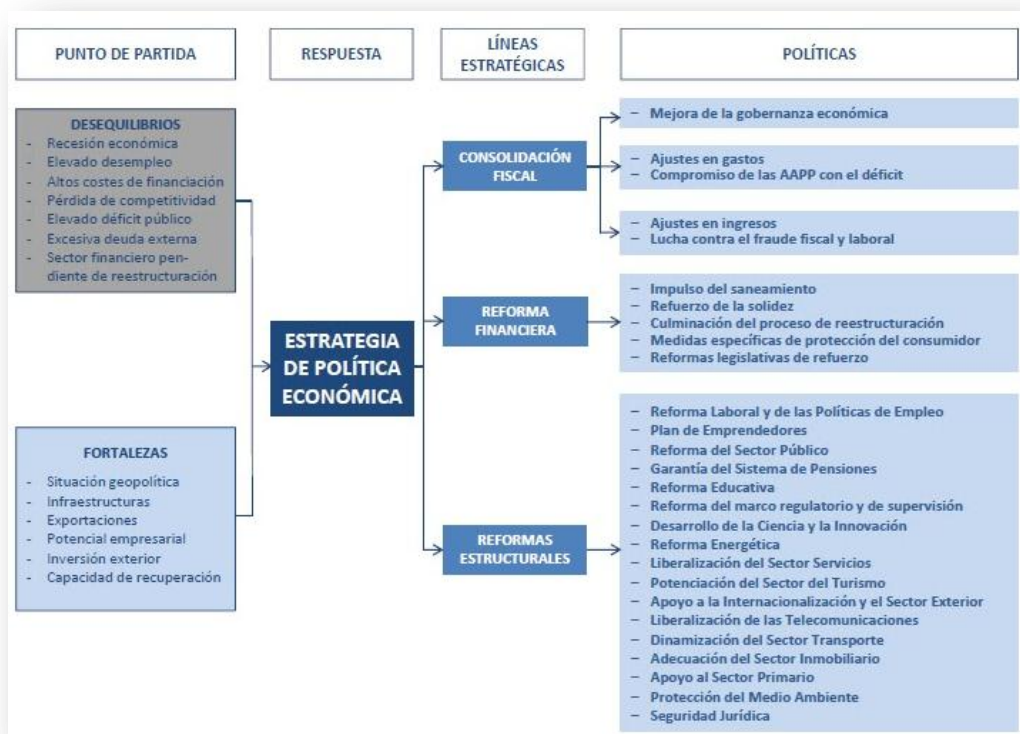 PUNTO DE PARTIDA
RESPUESTA
LÍNEAS
ESTRATÉGICAS
POLÍTICAS
DESEQUILIBRIOS
- Recesión económica
- Elevado desempleo
- Altos costes de financiación
- Pérdida de competitividad
- Elevado déficit público
- Excesiva deuda externa
- Sector financiero pen-
diente de reestructuración
FORTALEZAS
- Situación geopolítica
- Infraestructuras
- Exportaciones
- Potencial empresarial
- Inversión exterior
- Capacidad de recuperación
ESTRATEGIA
DE POLÍTICA
ECONÓMICA
CONSOLIDACIÓN
FISCAL
− Mejora de la gobernanza económica
− Ajustes en gastos
− Compromiso de las AAPP con el déficit
− Ajustes en ingresos
− Lucha contra el fraude fiscal y laboral
REFORMA
FINANCIERA
− Impulso del saneamiento
− Refuerzo de la solidez
− Culminación del proceso de reestructuración
− Medidas específicas de protección del consumidor
− Reformas legislativas de refuerzo
REFORMAS
ESTRUCTURALES
− Reforma Laboral y de las Políticas de Empleo
− Plan de Emprendedores
− Reforma del Sector Público
− Garantía del Sistema de Pensiones
− Reforma Educativa
− Reforma del marco regulatorio y de supervisión
− Desarrollo de la Ciencia y la Innovación
− Reforma Energética
− Liberalización del Sector Servicios
− Potenciación del Sector del Turismo
− Apoyo a la Internacionalización y el Sector Exterior
− Liberalización de las Telecomunicaciones
− Dinamización del Sector Transporte
− Adecuación del Sector Inmobiliario
− Apoyo al Sector Primario
− Protección del Medio Ambiente
− Seguridad Jurídica